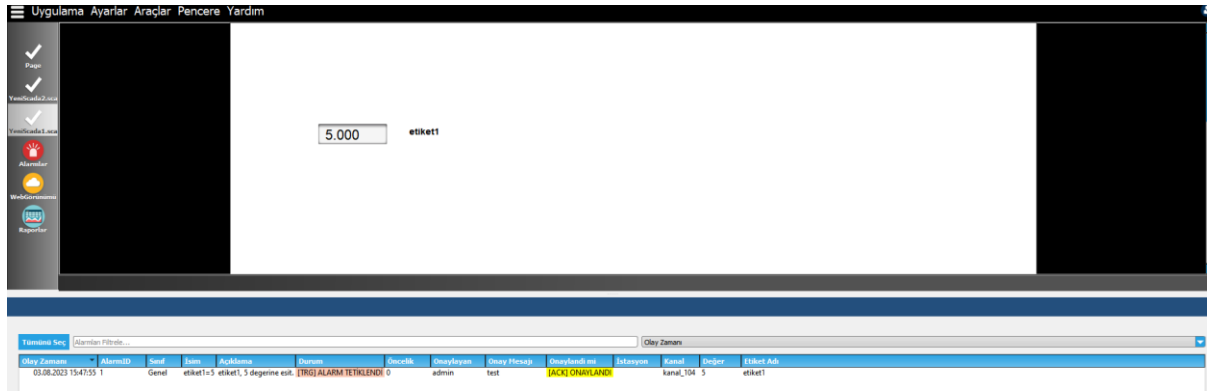 Uygulama Ayarlar Araçlar Pencere Yardım
Page
YeniScada2.sca
YeniScada1.sca
Alarmlar
WebGörünümü
Raporlar
5.000 etiket1
Tümünü Seç Alarmları Filtrele... Olay Zamanı
Olay Zamanı AlarmID Sınıf İsim Açıklama Durum Öncelik Onaylayan Onay Mesajı Onaylandi mi İstasyon Kanal Değer Etiket Adı
03.08.2023 15:47:55 1 Genel etiket1=5 etiket1, 5 degerine esit. [TRG] ALARM TETİKLENDİ 0 admin test [ACK] ONAYLANDI kanal_104 5 etiket1